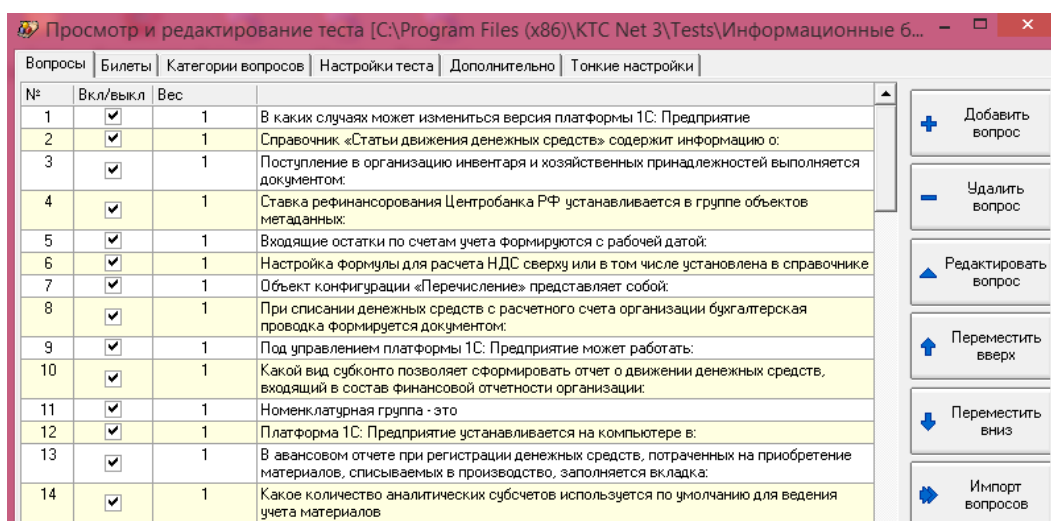 Просмотр и редактирование теста [C:\Program Files (x86)\KTC Net 3\Tests\Информационные б...
Вопросы Билеты Категории вопросов Настройки теста Дополнительно Тонкие настройки
№ Вкл/выкл Вес
1 1 В каких случаях может измениться версия платформы 1С: Предприятие
2 1 Справочник «Статьи движения денежных средств» содержит информацию о:
3 1 Поступление в организацию инвентаря и хозяйственных принадлежностей выполняется
документом:
4 1 Ставка рефинансорования Центробанка РФ устанавливается в группе объектов
метаданных:
5 1 Входящие остатки по счетам учета формируются с рабочей датой:
6 1 Настройка формулы для расчета НДС сверху или в том числе установлена в справочнике
7 1 Объект конфигурации «Перечисление» представляет собой:
8 1 При списании денежных средств с расчетного счета организации бухгалтерская
проводка формируется документом:
9 1 Под управлением платформы 1С: Предприятие может работать:
10 1 Какой вид субконто позволяет сформировать отчет о движении денежных средств,
входящий в состав финансовой отчетности организации:
11 1 Номенклатурная группа - это
12 1 Платформа 1С: Предприятие устанавливается на компьютере в:
13 1 В авансовом отчете при регистрации денежных средств, потраченных на приобретение
материалов, списываемых в производство, заполняется вкладка:
14 1 Какое количество аналитических субсчетов используется по умолчанию для ведения
учета материалов
Добавить
вопрос
Удалить
вопрос
Редактировать
вопрос
Переместить
вверх
Переместить
вниз
Импорт
вопросов